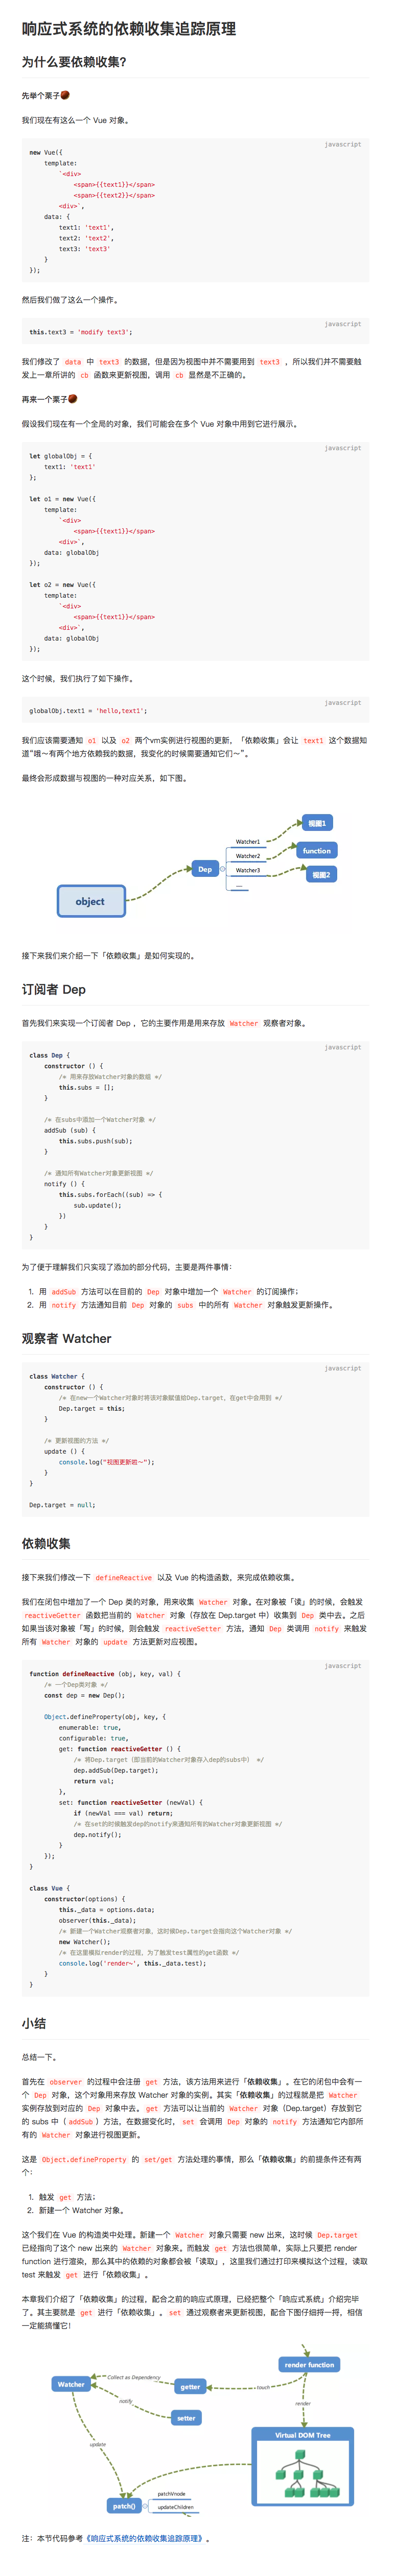 响应式系统的依赖收集追踪原理
为什么要依赖收集？
先举个栗子
我们现在有这么一个 Vue 对象。
javascript
new Vue({
    template:
        `<div>
            <span>{{text1}}</span>
            <span>{{text2}}</span>
        <div>`,
    data: {
        text1: 'text1',
        text2: 'text2',
        text3: 'text3'
    }
});
然后我们做了这么一个操作。
javascript
this.text3 = 'modify text3';
我们修改了 data 中 text3 的数据，但是因为视图中并不需要用到 text3 ，所以我们并不需要触
发上一章所讲的 cb 函数来更新视图，调用 cb 显然是不正确的。
再来一个栗子
假设我们现在有一个全局的对象，我们可能会在多个 Vue 对象中用到它进行展示。
javascript
let globalObj = {
    text1: 'text1'
};
let o1 = new Vue({
    template:
        `<div>
            <span>{{text1}}</span>
        <div>`,
    data: globalObj
});
let o2 = new Vue({
    template:
        `<div>
            <span>{{text1}}</span>
        <div>`,
    data: globalObj
});
这个时候，我们执行了如下操作。
javascript
globalObj.text1 = 'hello,text1';
我们应该需要通知 o1 以及 o2 两个vm实例进行视图的更新，「依赖收集」会让 text1 这个数据知
道“哦～有两个地方依赖我的数据，我变化的时候需要通知它们～”。
最终会形成数据与视图的一种对应关系，如下图。
object
Dep
Watcher1
Watcher2
Watcher3
....
视图1
function
视图2
接下来我们来介绍一下「依赖收集」是如何实现的。
订阅者 Dep
首先我们来实现一个订阅者 Dep ，它的主要作用是用来存放 Watcher 观察者对象。
javascript
class Dep {
    constructor () {
        /* 用来存放Watcher对象的数组 */
        this.subs = [];
    }
    /* 在subs中添加一个Watcher对象 */
    addSub (sub) {
        this.subs.push(sub);
    }
    /* 通知所有Watcher对象更新视图 */
    notify () {
        this.subs.forEach((sub) => {
            sub.update();
        })
    }
}
为了便于理解我们只实现了添加的部分代码，主要是两件事情：
1. 用 addSub 方法可以在目前的 Dep 对象中增加一个 Watcher 的订阅操作；
2. 用 notify 方法通知目前 Dep 对象的 subs 中的所有 Watcher 对象触发更新操作。
观察者 Watcher
javascript
class Watcher {
    constructor () {
        /* 在new一个Watcher对象时将该对象赋值给Dep.target，在get中会用到 */
        Dep.target = this;
    }
    /* 更新视图的方法 */
    update () {
        console.log("视图更新啦～");
    }
}
Dep.target = null;
依赖收集
接下来我们修改一下 defineReactive 以及 Vue 的构造函数，来完成依赖收集。
我们在闭包中增加了一个 Dep 类的对象，用来收集 Watcher 对象。在对象被「读」的时候，会触发
reactiveGetter 函数把当前的 Watcher 对象（存放在 Dep.target 中）收集到 Dep 类中去。之后
如果当该对象被「写」的时候，则会触发 reactiveSetter 方法，通知 Dep 类调用 notify 来触发
所有 Watcher 对象的 update 方法更新对应视图。
javascript
function defineReactive (obj, key, val) {
    /* 一个Dep类对象 */
    const dep = new Dep();
    Object.defineProperty(obj, key, {
        enumerable: true,
        configurable: true,
        get: function reactiveGetter () {
            /* 将Dep.target（即当前的Watcher对象存入dep的subs中） */
            dep.addSub(Dep.target);
            return val;
        },
        set: function reactiveSetter (newVal) {
            if (newVal === val) return;
            /* 在set的时候触发dep的notify来通知所有的Watcher对象更新视图 */
            dep.notify();
        }
    });
}
class Vue {
    constructor(options) {
        this._data = options.data;
        observer(this._data);
        /* 新建一个Watcher观察者对象，这时候Dep.target会指向这个Watcher对象 */
        new Watcher();
        /* 在这里模拟render的过程，为了触发test属性的get函数 */
        console.log('render~', this._data.test);
    }
}
小结
总结一下。
首先在 observer 的过程中会注册 get 方法，该方法用来进行「依赖收集」。在它的闭包中会有一
个 Dep 对象，这个对象用来存放 Watcher 对象的实例。其实「依赖收集」的过程就是把 Watcher
实例存放到对应的 Dep 对象中去。 get 方法可以让当前的 Watcher 对象（Dep.target）存放到它
的 subs 中（ addSub ）方法，在数据变化时， set 会调用 Dep 对象的 notify 方法通知它内部所
有的 Watcher 对象进行视图更新。
这是 Object.defineProperty 的 set/get 方法处理的事情，那么「依赖收集」的前提条件还有两
个：
1. 触发 get 方法；
2. 新建一个 Watcher 对象。
这个我们在 Vue 的构造类中处理。新建一个 Watcher 对象只需要 new 出来，这时候 Dep.target
已经指向了这个 new 出来的 Watcher 对象来。而触发 get 方法也很简单，实际上只要把 render
function 进行渲染，那么其中的依赖的对象都会被「读取」，这里我们通过打印来模拟这个过程，读取
test 来触发 get 进行「依赖收集」。
本章我们介绍了「依赖收集」的过程，配合之前的响应式原理，已经把整个「响应式系统」介绍完毕
了。其主要就是 get 进行「依赖收集」。 set 通过观察者来更新视图，配合下图仔细捋一捋，相信
一定能搞懂它！
render function
Collect as Dependency
Watcher
getter
touch
notify
setter
render
update
Virtual DOM Tree
patch()
patchVnode
updateChildren
注：本节代码参考《响应式系统的依赖收集追踪原理》。